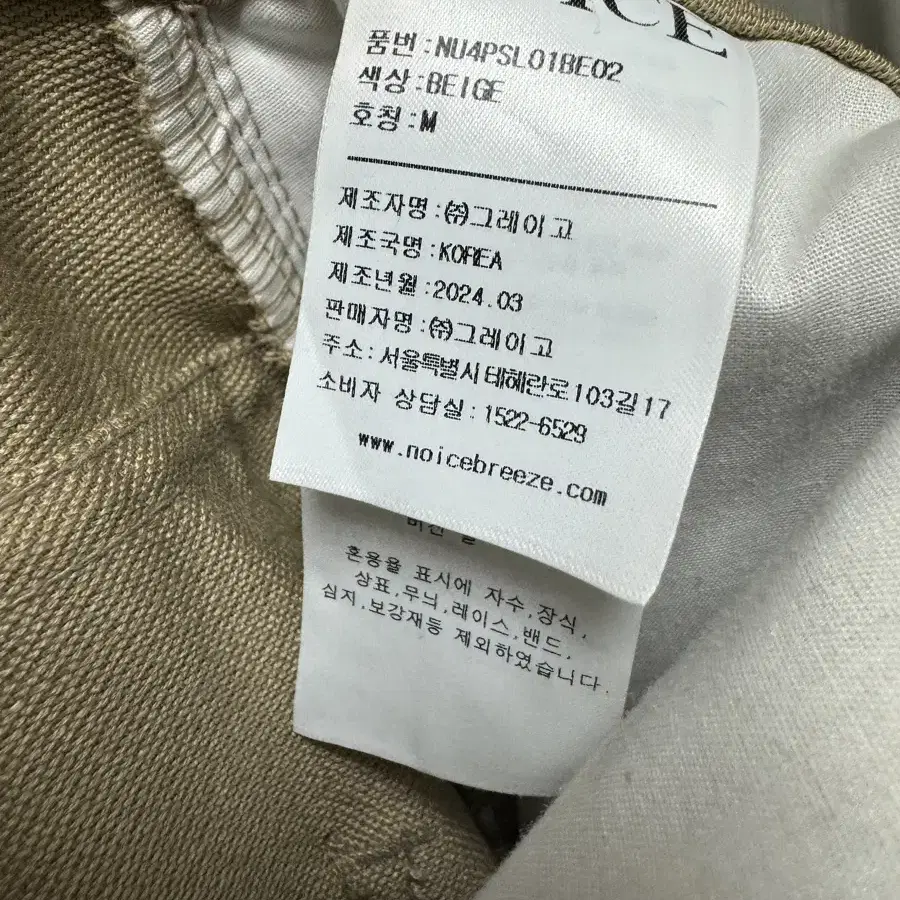 ICE
품번:NU4PSL01BE02
색상:BEIGE
호칭:M
제조자명:㈜그레이고
제조국명:KOREA
제조년월:2024.03
판매자명:㈜그레이고
주소:서울특별시 테헤란로103길17
소비자 상담실:1522-6529
www.noicebreeze.com
혼용율 표시에 자수,장식,
상표,무늬,레이스,밴드,
심지,보강재등 제외하였습니다.